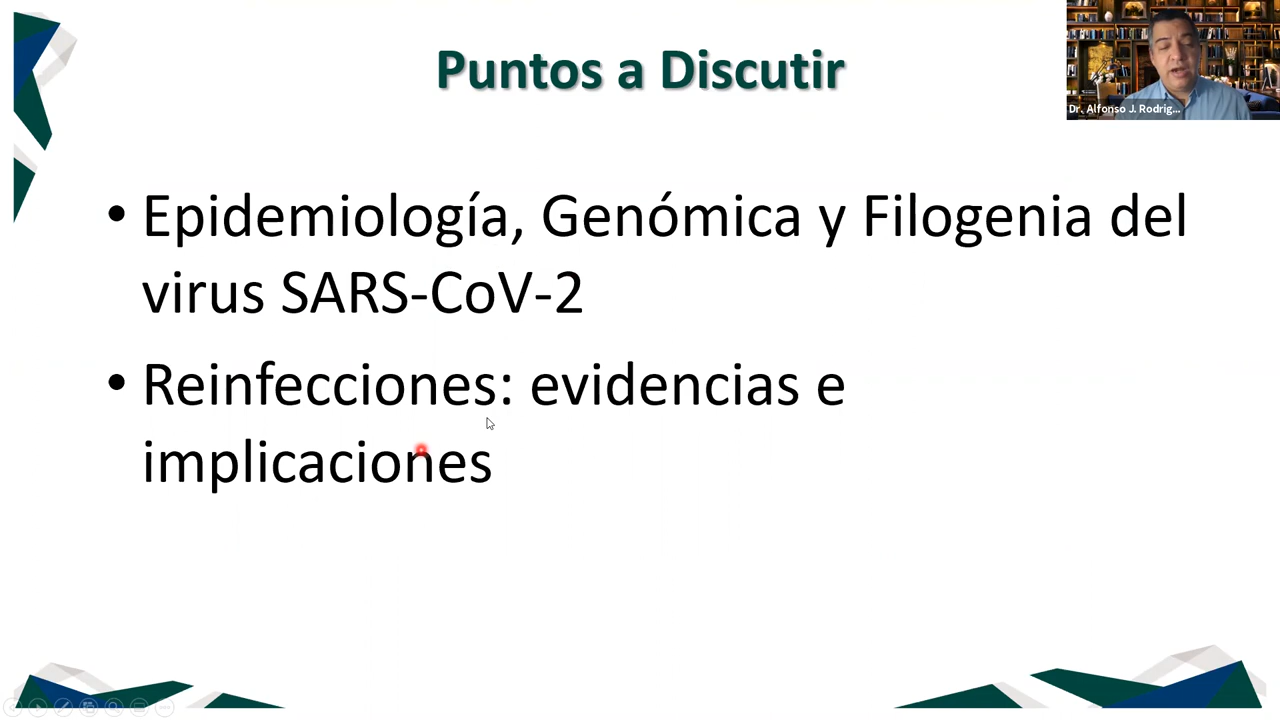 Puntos a Discutir
Dr. Alfonso J. Rodrig...
• Epidemiología, Genómica y Filogenia del
virus SARS-CoV-2
• Reinfecciones: evidencias e
implicaciones